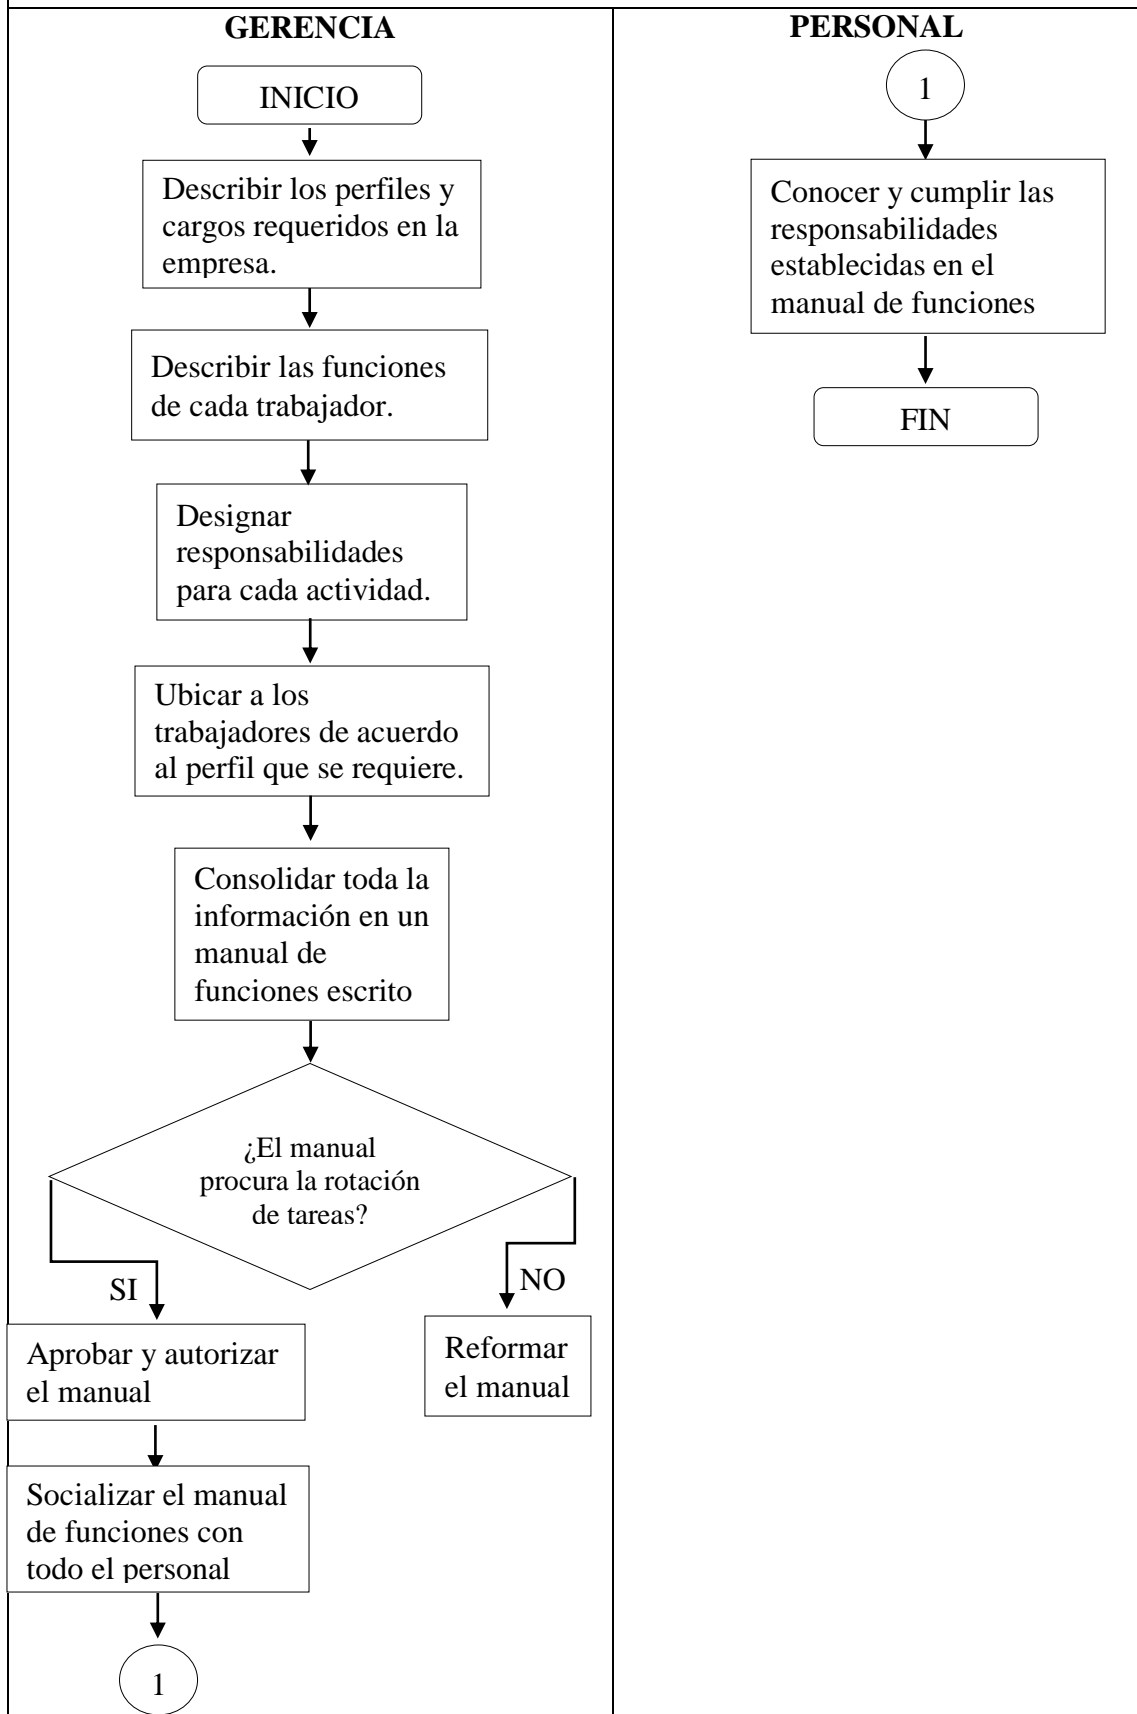 GERENCIA
INICIO
Describir los perfiles y
cargos requeridos en la
empresa.
Describir las funciones
de cada trabajador.
Designar
responsabilidades
para cada actividad.
Ubicar a los
trabajadores de acuerdo
al perfil que se requiere.
Consolidar toda la
información en un
manual de
funciones escrito
¿El manual
procura la rotación
de tareas?
SI
NO
Aprobar y autorizar
el manual
Reformar
el manual
Socializar el manual
de funciones con
todo el personal
1
PERSONAL
1
Conocer y cumplir las
responsabilidades
establecidas en el
manual de funciones
FIN